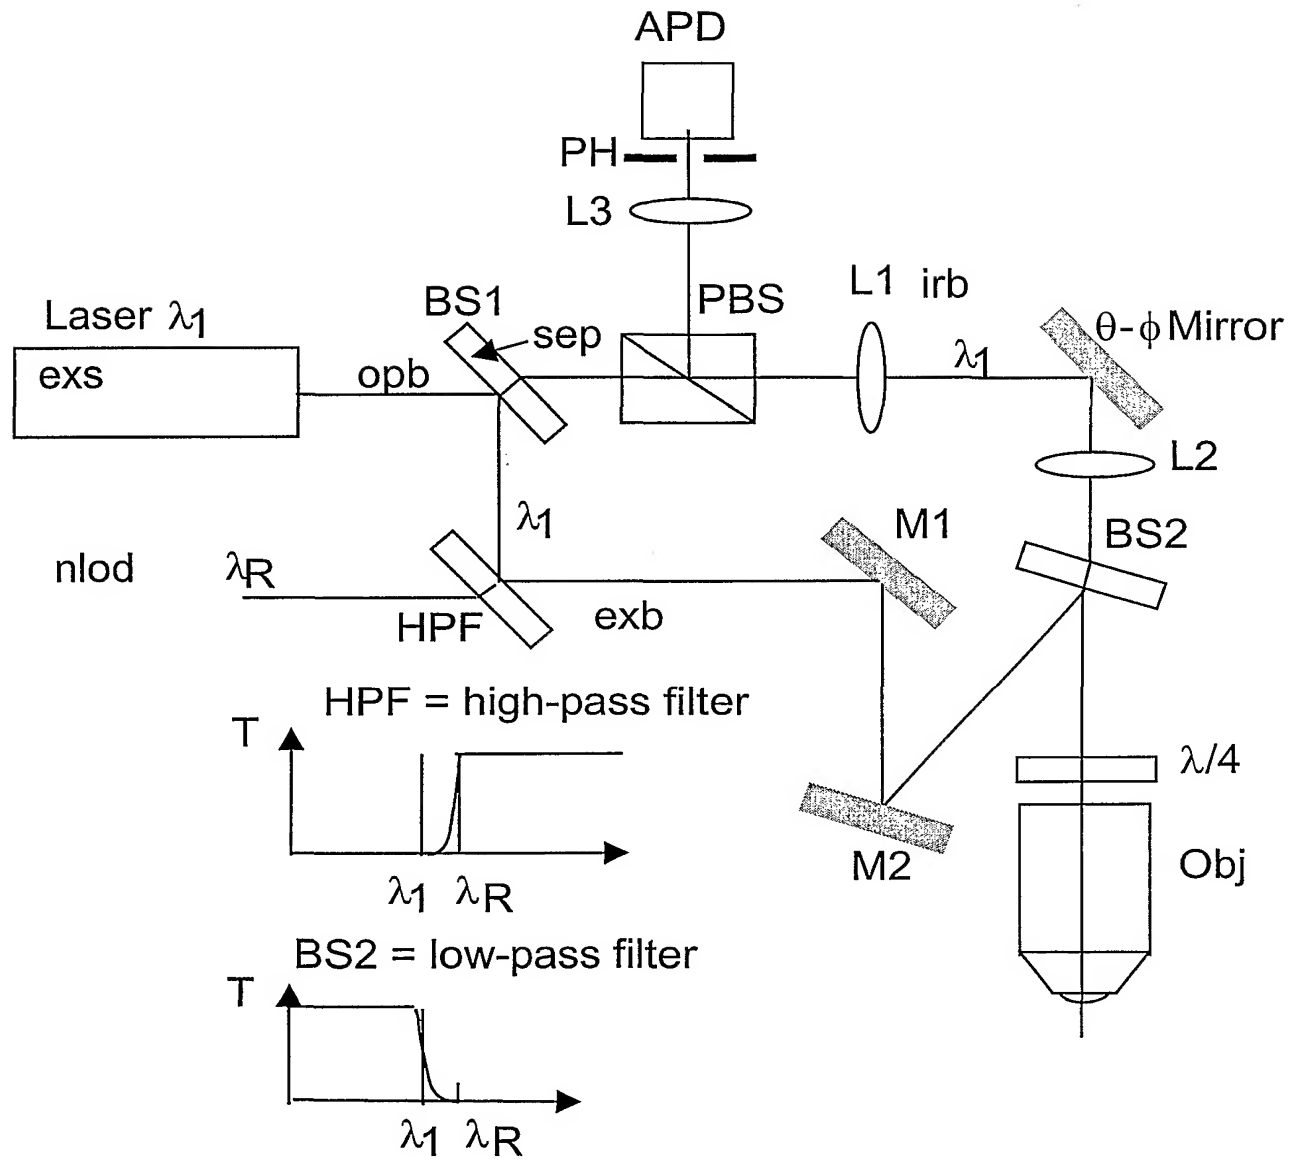 APD
PH
L3
L1 irb
PBS
BS1
sep
Laser λ1
exs
opb
λ1
θ-ϕ Mirror
L2
λ1
M1
BS2
nlod
λR
HPF
exb
HPF = high-pass filter
T
λ1 λR
λ/4
M2
Obj
BS2 = low-pass filter
T
λ1 λR